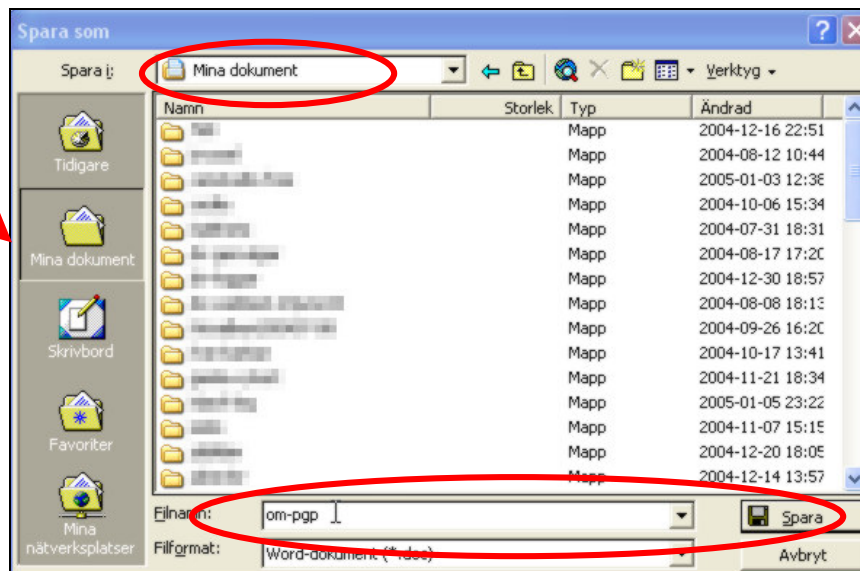 Spara som
Spara i: Mina dokument Verktyg
Namn Storlek Typ Ändrad
Mapp 2004-12-16 22:51
Mapp 2004-08-12 10:44
Mapp 2005-01-03 12:38
Mapp 2004-10-06 15:34
Mapp 2004-07-31 18:31
Mapp 2004-08-17 17:20
Mapp 2004-12-30 18:57
Mapp 2004-08-08 18:13
Mapp 2004-09-26 16:20
Mapp 2004-10-17 13:41
Mapp 2004-11-21 18:34
Mapp 2005-01-05 23:22
Mapp 2004-11-07 15:15
Mapp 2004-12-20 18:05
Mapp 2004-12-14 13:57
Tidigare
Mina dokument
Skrivbord
Favoriter
Mina
nätverksplatser
Filnamn: om-pgp Spara
Filformat: Word-dokument (*.doc) Avbryt